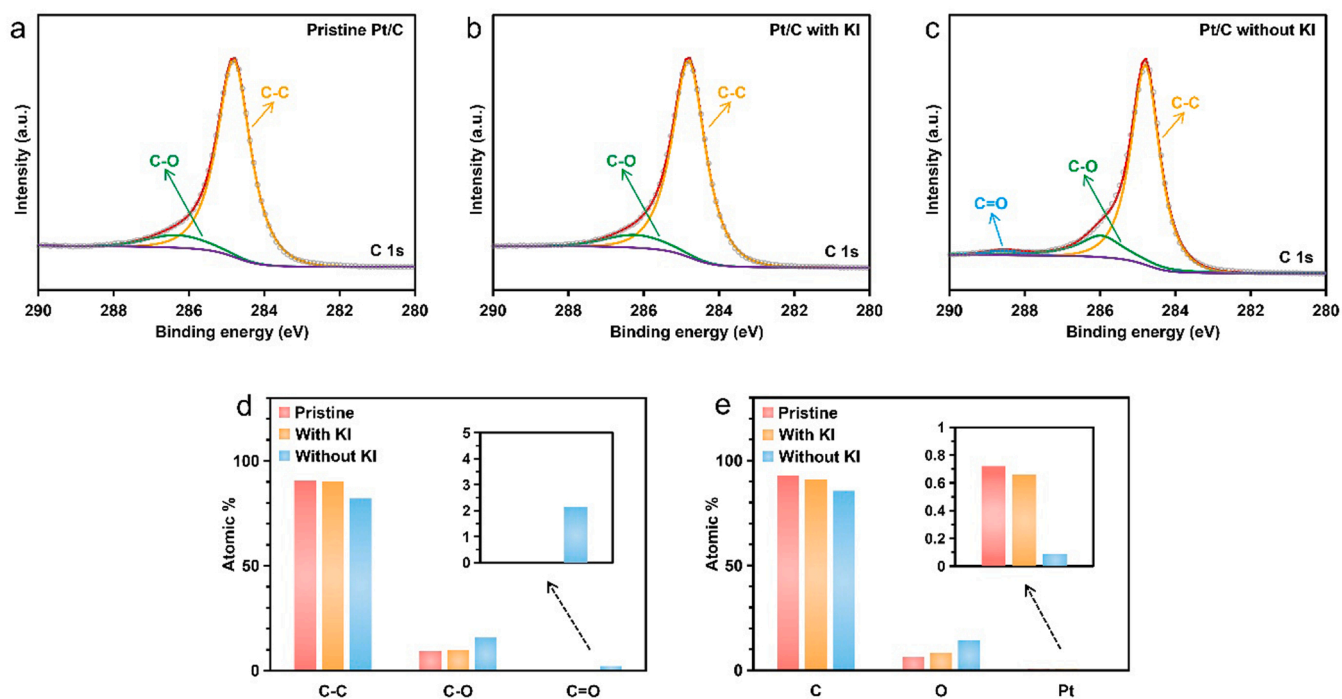 a
Pristine Pt/C
C-C
C-O
C 1s
Intensity (a.u.)
290 288 286 284 282 280
Binding energy (eV)
b
Pt/C with KI
C-C
C-O
C 1s
Intensity (a.u.)
290 288 286 284 282 280
Binding energy (eV)
c
Pt/C without KI
C-C
C-O
C=O
C 1s
Intensity (a.u.)
290 288 286 284 282 280
Binding energy (eV)
d
Pristine
With KI
Without KI
Atomic %
100
50
0
5
4
3
2
1
0
C-C C-O C=O
e
Pristine
With KI
Without KI
Atomic %
100
50
0
1
0.8
0.6
0.4
0.2
0
C O Pt